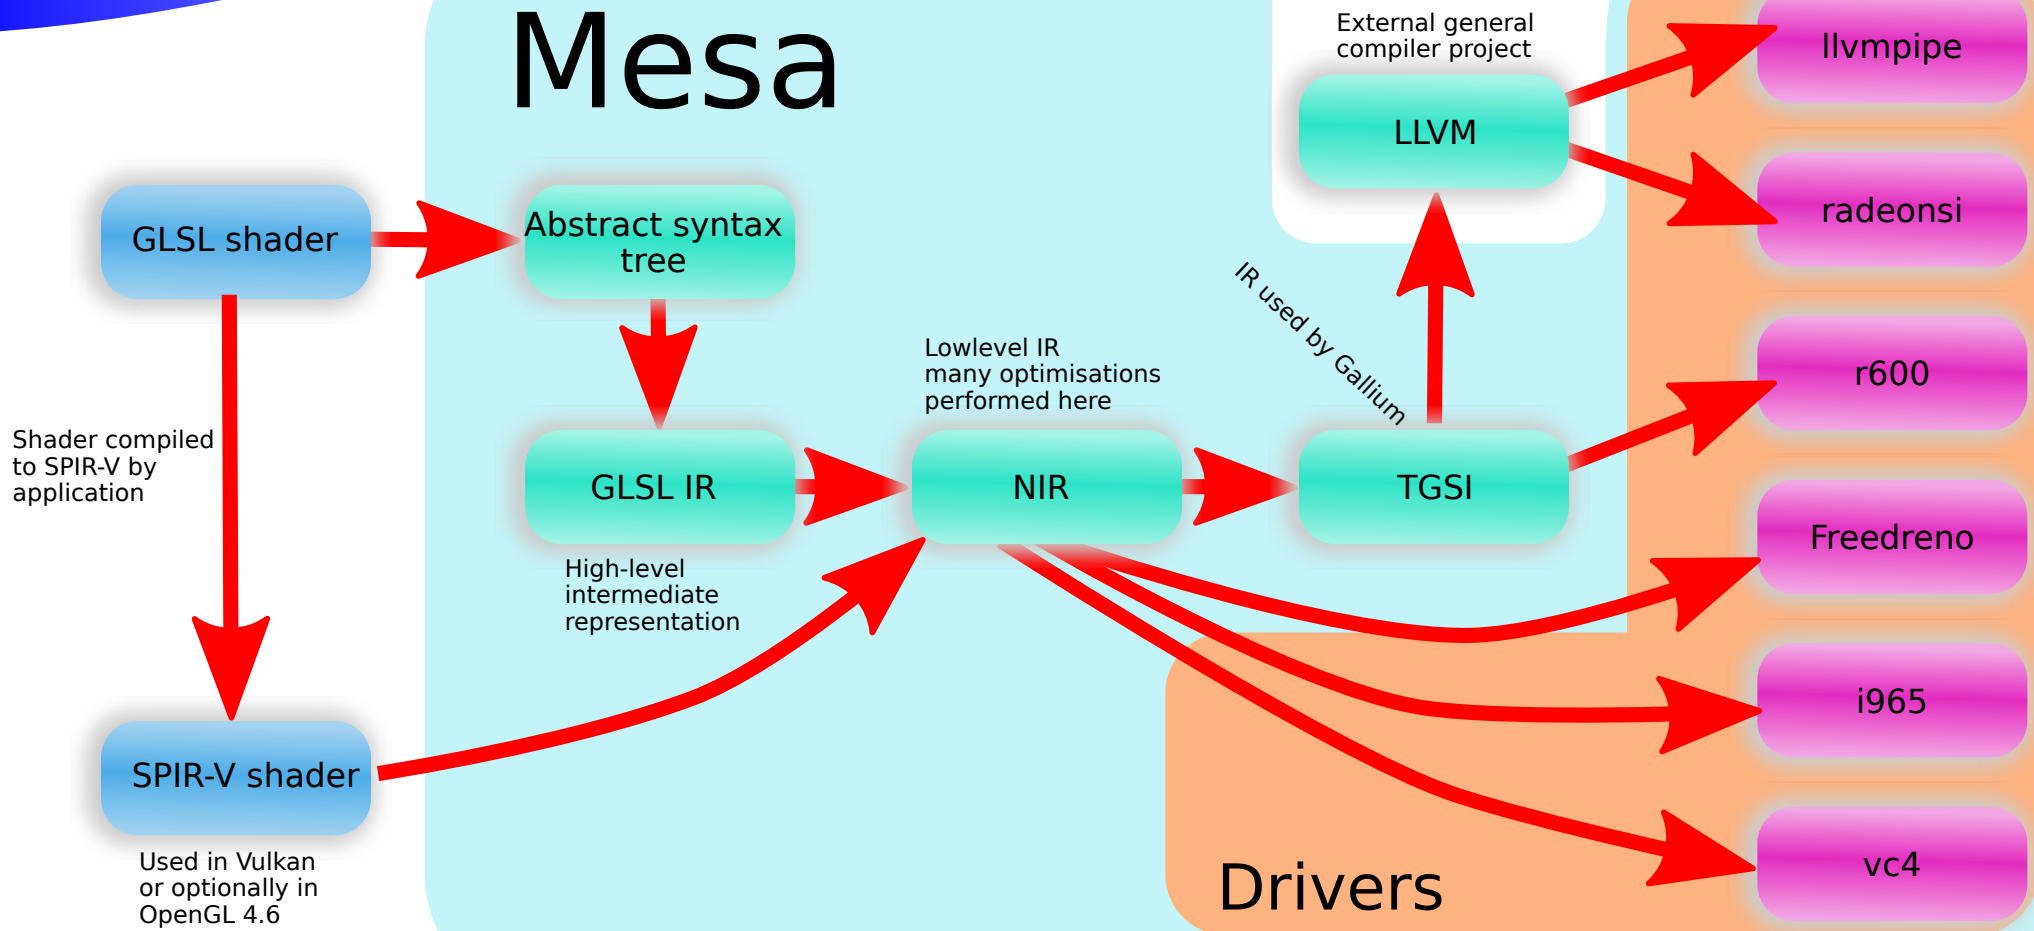 Mesa
External general
compiler project
llvmpipe
LLVM
radeonsi
GLSL shader
Abstract syntax
tree
IR used by Gallium
r600
Lowlevel IR
many optimisations
performed here
Shader compiled
to SPIR-V by
application
GLSL IR
NIR
TGSI
Freedreno
High-level
intermediate
representation
i965
SPIR-V shader
Used in Vulkan
or optionally in
OpenGL 4.6
Drivers
vc4